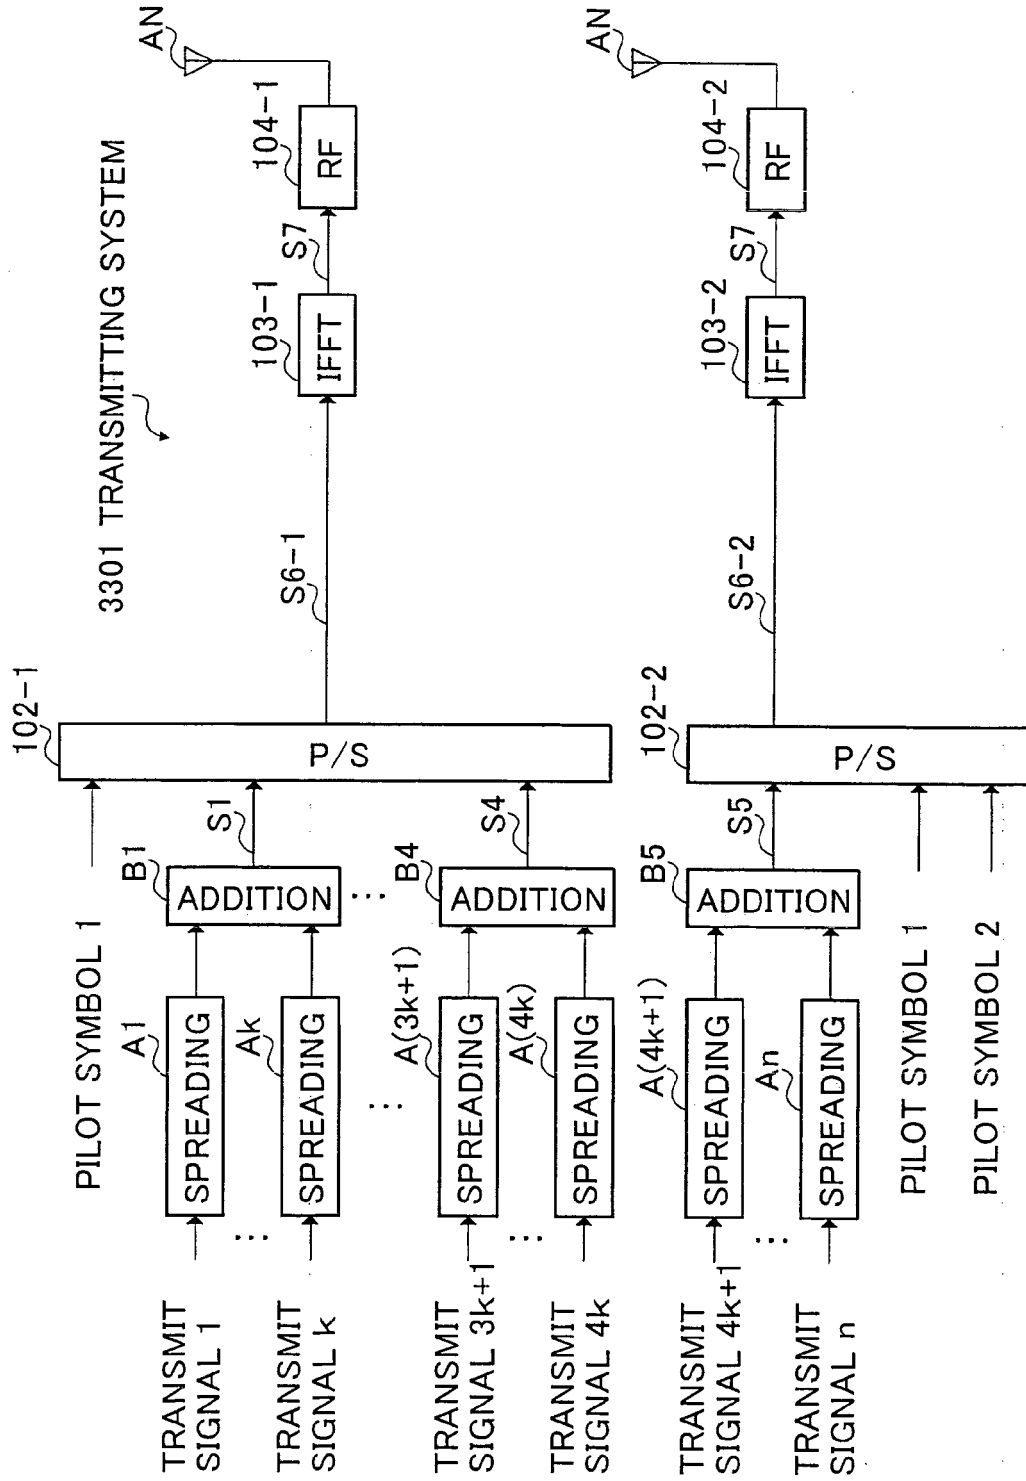 3301 TRANSMITTING SYSTEM
PILOT SYMBOL 1
TRANSMIT
SIGNAL 1
A1
SPREADING
...
TRANSMIT
SIGNAL k
Ak
SPREADING
B1
ADDITION
S1
...
...
TRANSMIT
SIGNAL 3k+1
A(3k+1)
SPREADING
...
TRANSMIT
SIGNAL 4k
A(4k)
SPREADING
B4
ADDITION
S4
102-1
P/S
S6-1
103-1
IFFT
S7
104-1
RF
AN
TRANSMIT
SIGNAL 4k+1
A(4k+1)
SPREADING
...
TRANSMIT
SIGNAL n
An
SPREADING
B5
ADDITION
S5
PILOT SYMBOL 1
PILOT SYMBOL 2
102-2
P/S
S6-2
103-2
IFFT
S7
104-2
RF
AN